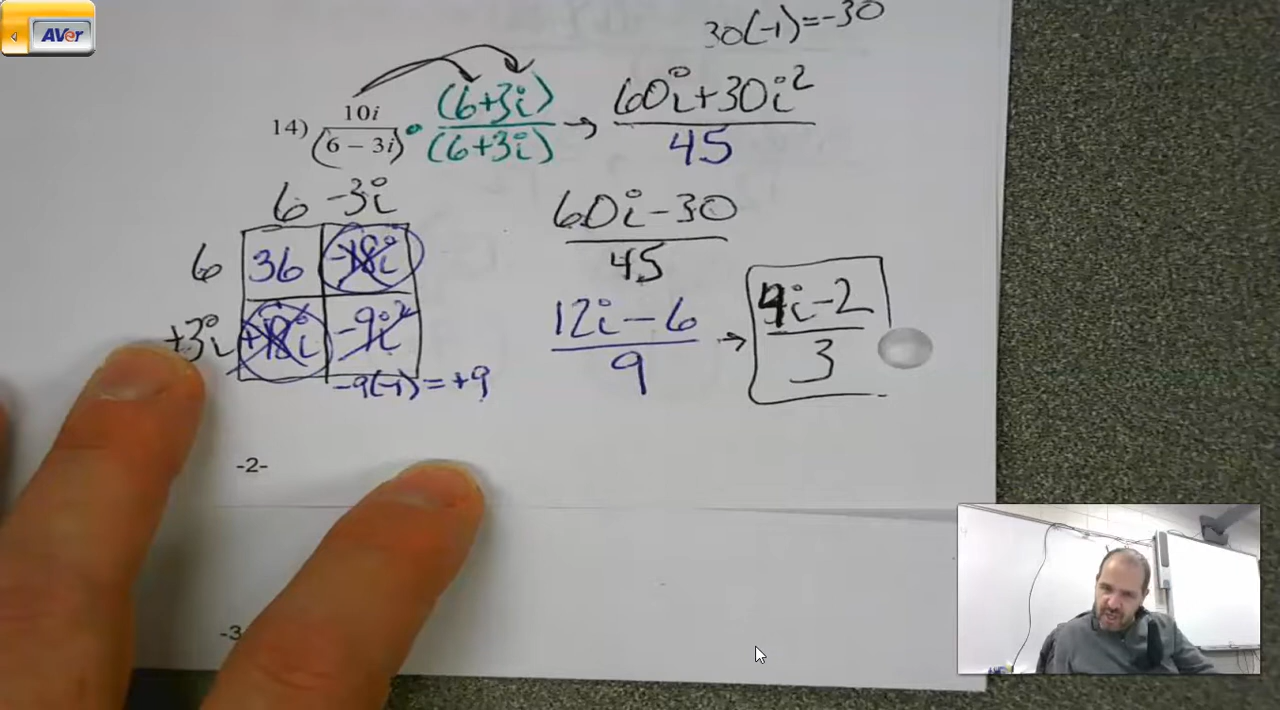 AVer
30(-1)=-30
14) 10i/(6-3i) • (6+3i)/(6+3i) → 60i+30i²/45
6 -3i
6 36 -18i
+3i +18i -9i²
-9(-1)=+9
60i-30/45
12i-6/9 → 4i-2/3
-2-
-3